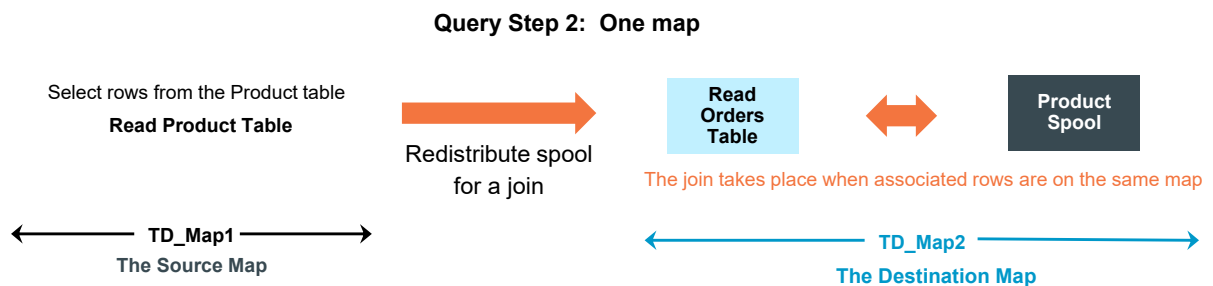 Query Step 2: One map
Select rows from the Product table
Read Product Table
Redistribute spool
for a join
Read
Orders
Table
Product
Spool
The join takes place when associated rows are on the same map
TD_Map1
The Source Map
TD_Map2
The Destination Map